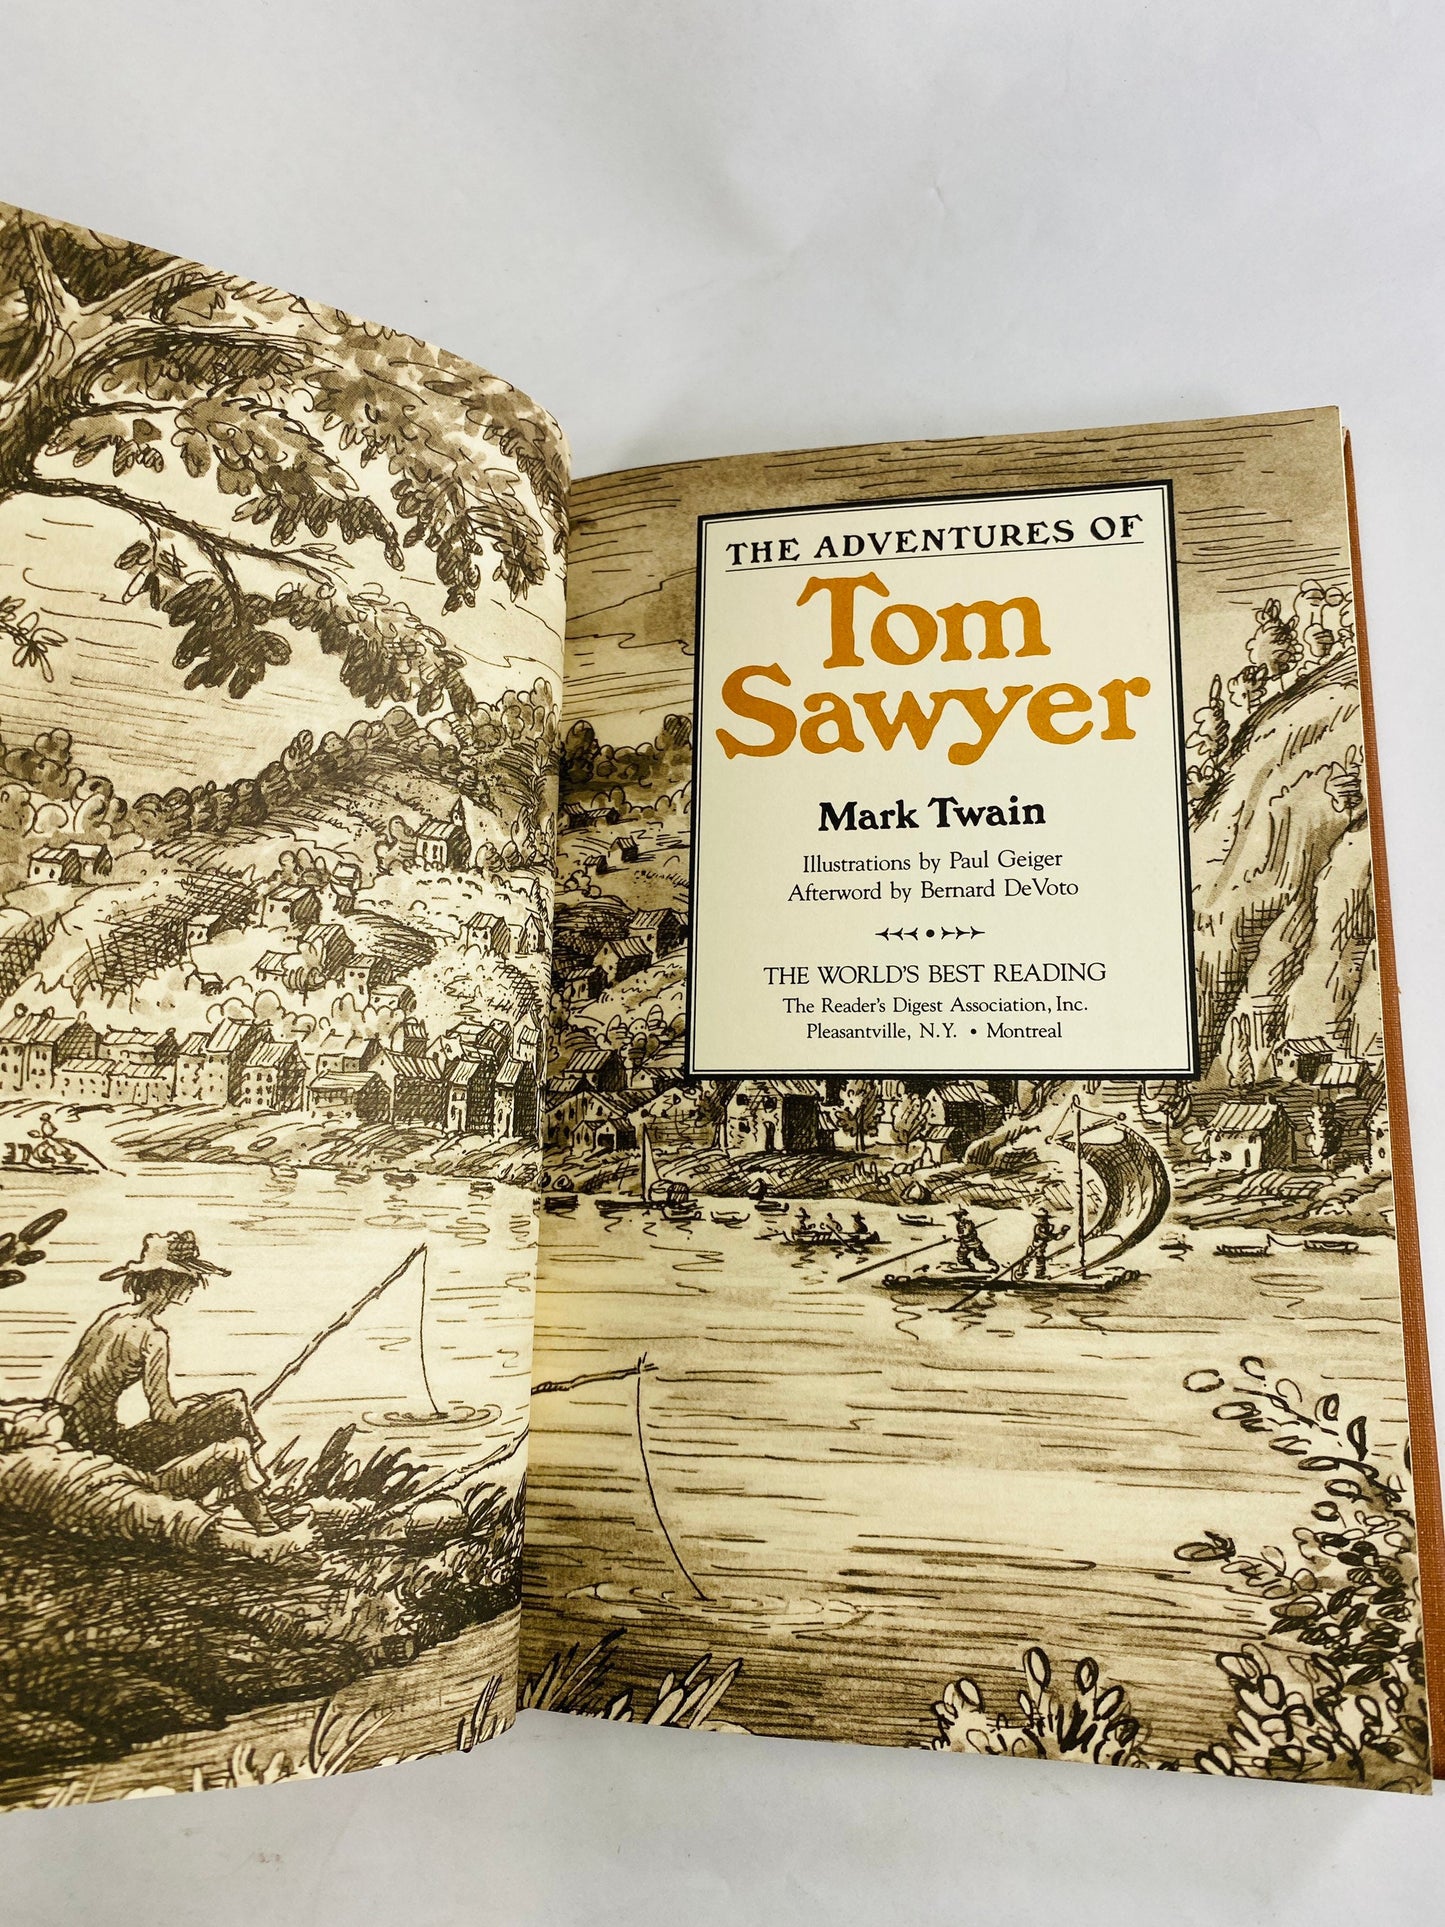 THE ADVENTURES OF
Tom
Sawyer
Mark Twain
Illustrations by Paul Geiger
Afterword by Bernard DeVoto
THE WORLD'S BEST READING
The Reader's Digest Association, Inc.
Pleasantville, N.Y. • Montreal